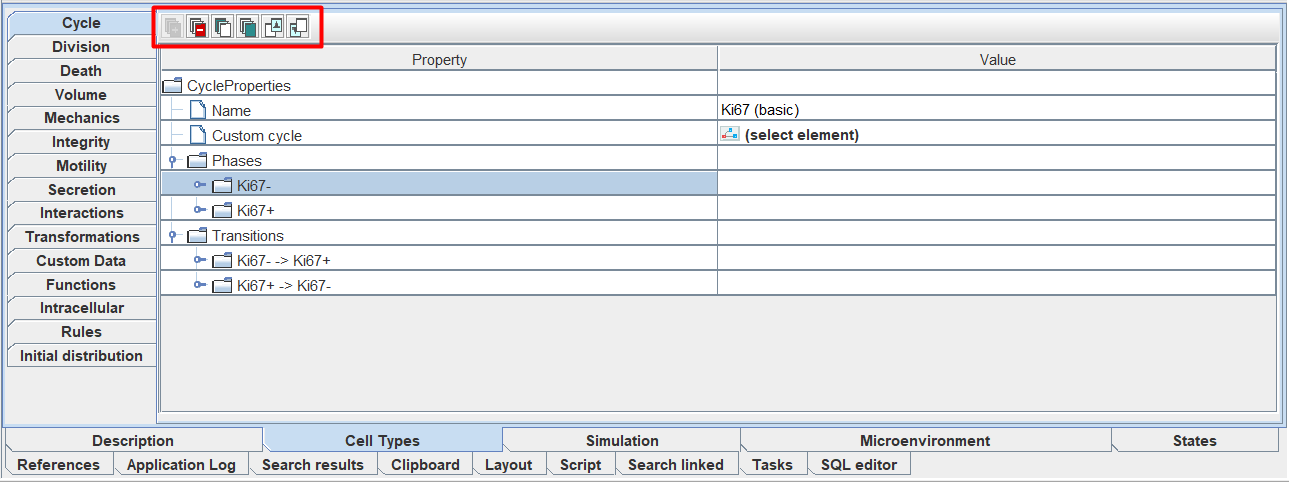 Cycle
Division
Death
Volume
Mechanics
Integrity
Motility
Secretion
Interactions
Transformations
Custom Data
Functions
Intracellular
Rules
Initial distribution
Property Value
CycleProperties
Name Ki67 (basic)
Custom cycle (select element)
Phases
Ki67-
Ki67+
Transitions
Ki67- -> Ki67+
Ki67+ -> Ki67-
Description Cell Types Simulation Microenvironment States
References Application Log Search results Clipboard Layout Script Search linked Tasks SQL editor